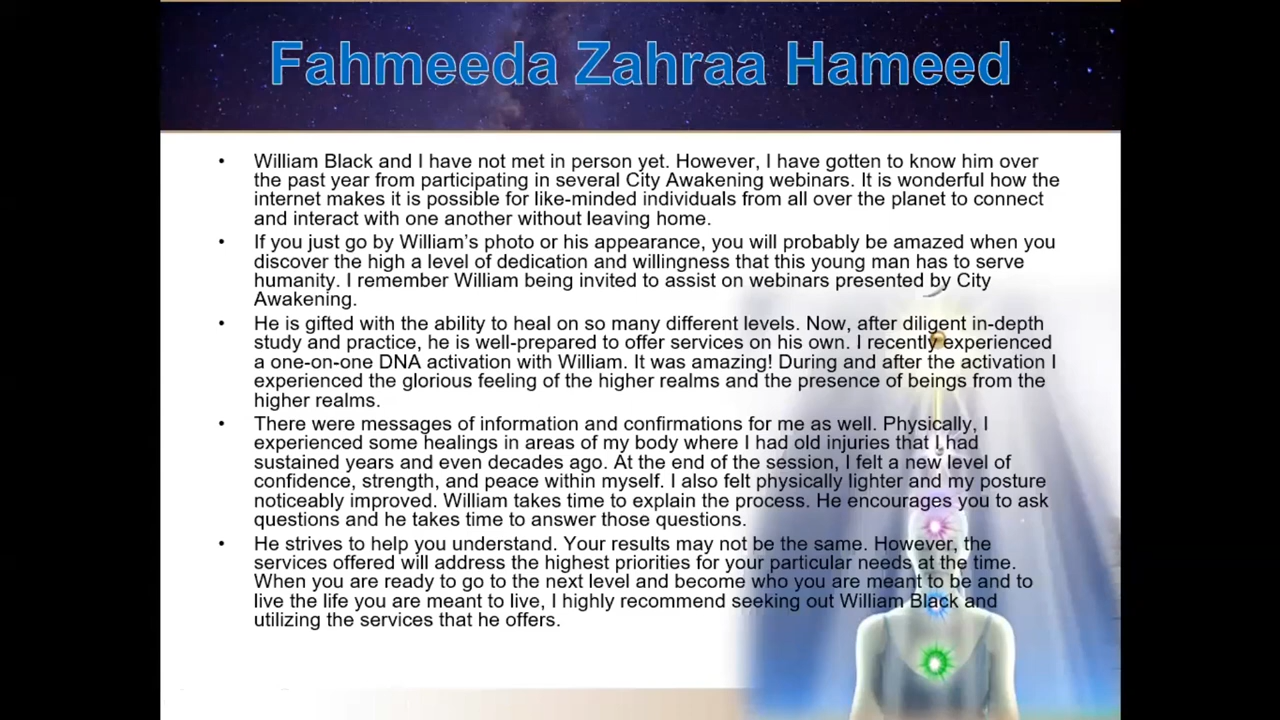 Fahmeeda Zahraa Hameed
• William Black and I have not met in person yet. However, I have gotten to know him over
the past year from participating in several City Awakening webinars. It is wonderful how the
internet makes it is possible for like-minded individuals from all over the planet to connect
and interact with one another without leaving home.
• If you just go by William’s photo or his appearance, you will probably be amazed when you
discover the high a level of dedication and willingness that this young man has to serve
humanity. I remember William being invited to assist on webinars presented by City
Awakening.
• He is gifted with the ability to heal on so many different levels. Now, after diligent in-depth
study and practice, he is well-prepared to offer services on his own. I recently experienced
a one-on-one DNA activation with William. It was amazing! During and after the activation I
experienced the glorious feeling of the higher realms and the presence of beings from the
higher realms.
• There were messages of information and confirmations for me as well. Physically, I
experienced some healings in areas of my body where I had old injuries that I had
sustained years and even decades ago. At the end of the session, I felt a new level of
confidence, strength, and peace within myself. I also felt physically lighter and my posture
noticeably improved. William takes time to explain the process. He encourages you to ask
questions and he takes time to answer those questions.
• He strives to help you understand. Your results may not be the same. However, the
services offered will address the highest priorities for your particular needs at the time.
When you are ready to go to the next level and become who you are meant to be and to
live the life you are meant to live, I highly recommend seeking out William Black and
utilizing the services that he offers.